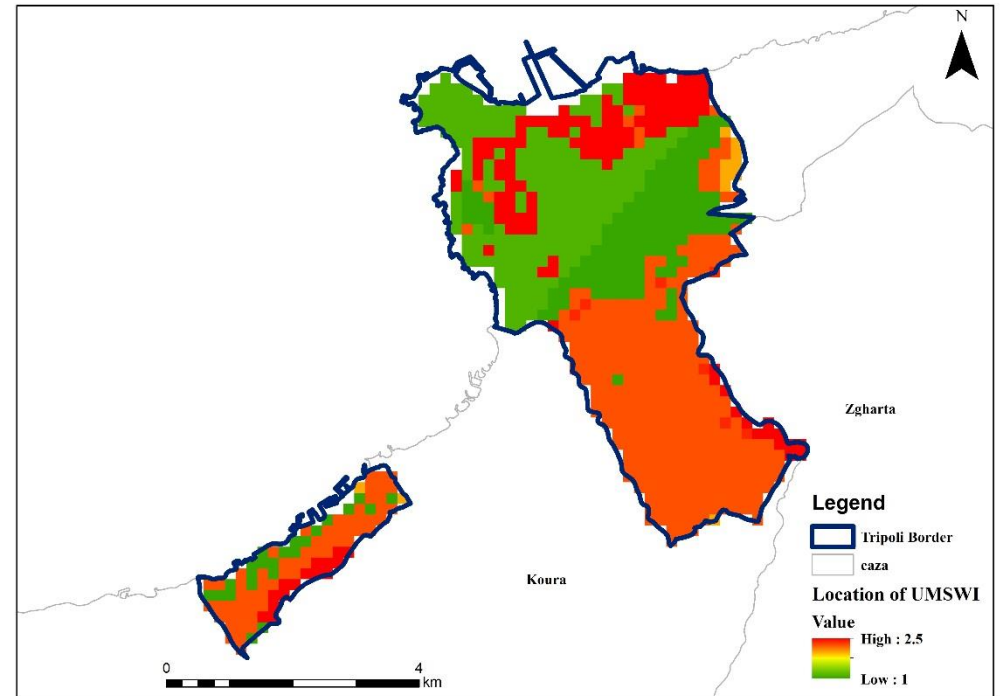 N
Zgharta
Koura
0 4
km
Legend
Tripoli Border
caza
Location of UMSWI
Value
High : 2.5
Low : 1